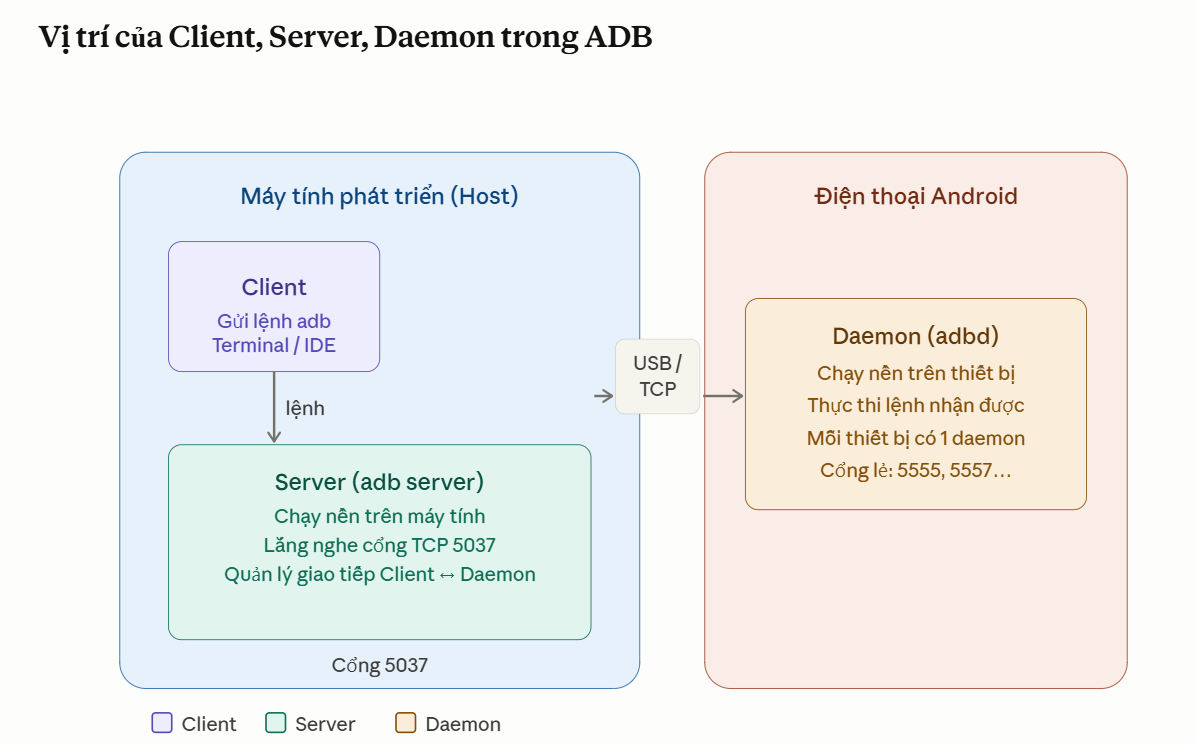 Vị trí của Client, Server, Daemon trong ADB
Máy tính phát triển (Host)
Client
Gửi lệnh adb
Terminal / IDE
lệnh
Server (adb server)
Chạy nền trên máy tính
Lắng nghe cổng TCP 5037
Quản lý giao tiếp Client ↔ Daemon
Cổng 5037
USB /
TCP
Điện thoại Android
Daemon (adbd)
Chạy nền trên thiết bị
Thực thi lệnh nhận được
Mỗi thiết bị có 1 daemon
Cổng lẻ: 5555, 5557...
Client
Server
Daemon